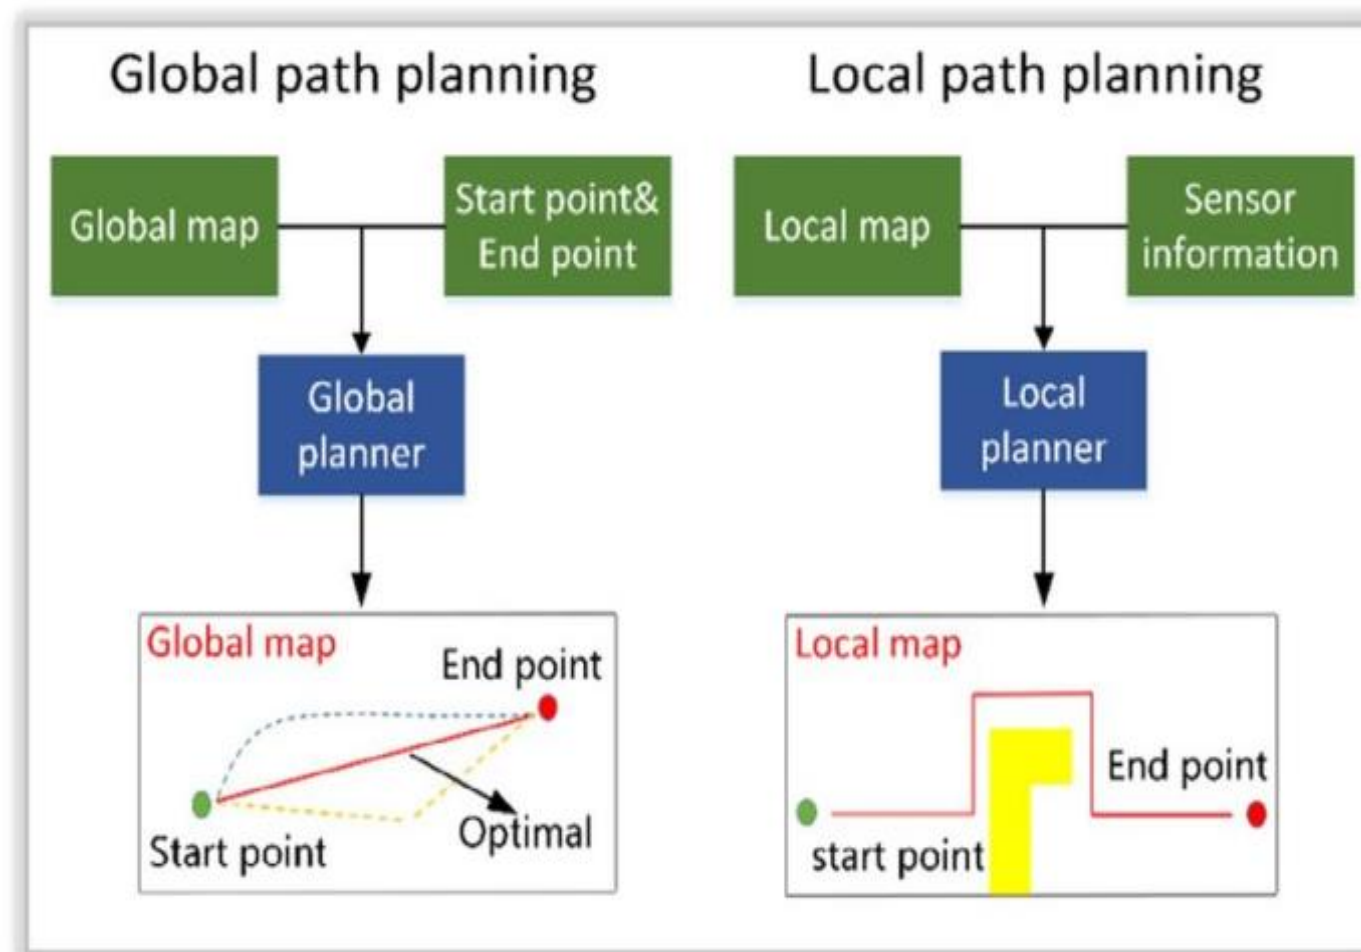 Global path planning
Local path planning
Global map
Start point&
End point
Local map
Sensor
information
Global
planner
Local
planner
Global map
End point
Start point
Optimal
Local map
End point
start point